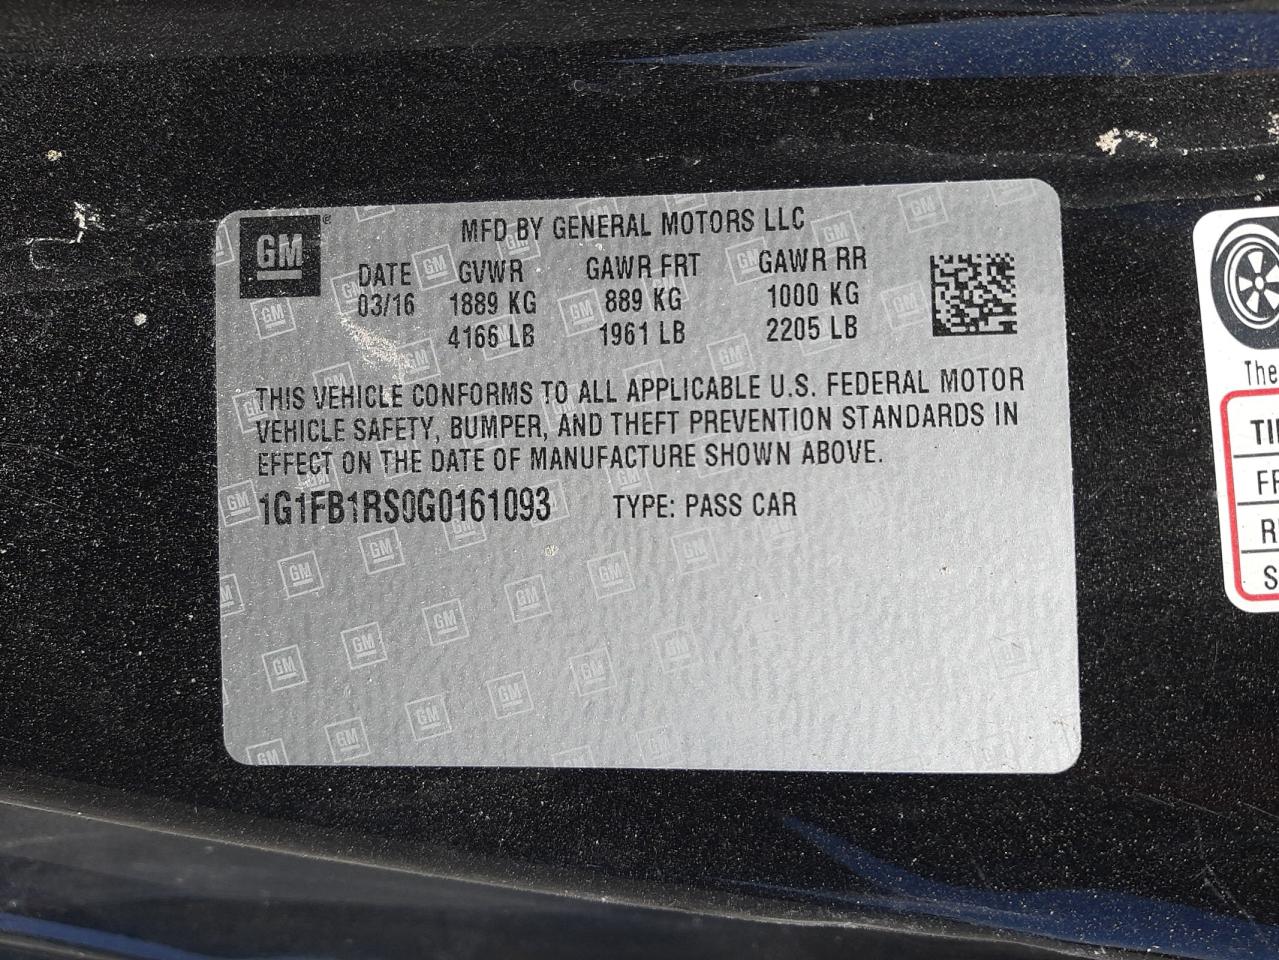 GM
®
MFD BY GENERAL MOTORS LLC
DATE GVWR GAWR FRT GAWR RR
03/16 1889 KG 889 KG 1000 KG
4165 LB 1961 LB 2205 LB
THIS VEHICLE CONFORMS TO ALL APPLICABLE U.S. FEDERAL MOTOR
VEHICLE SAFETY, BUMPER, AND THEFT PREVENTION STANDARDS IN
EFFECT ON THE DATE OF MANUFACTURE SHOWN ABOVE.
1G1FB1RS0G0161093 TYPE: PASS CAR
The